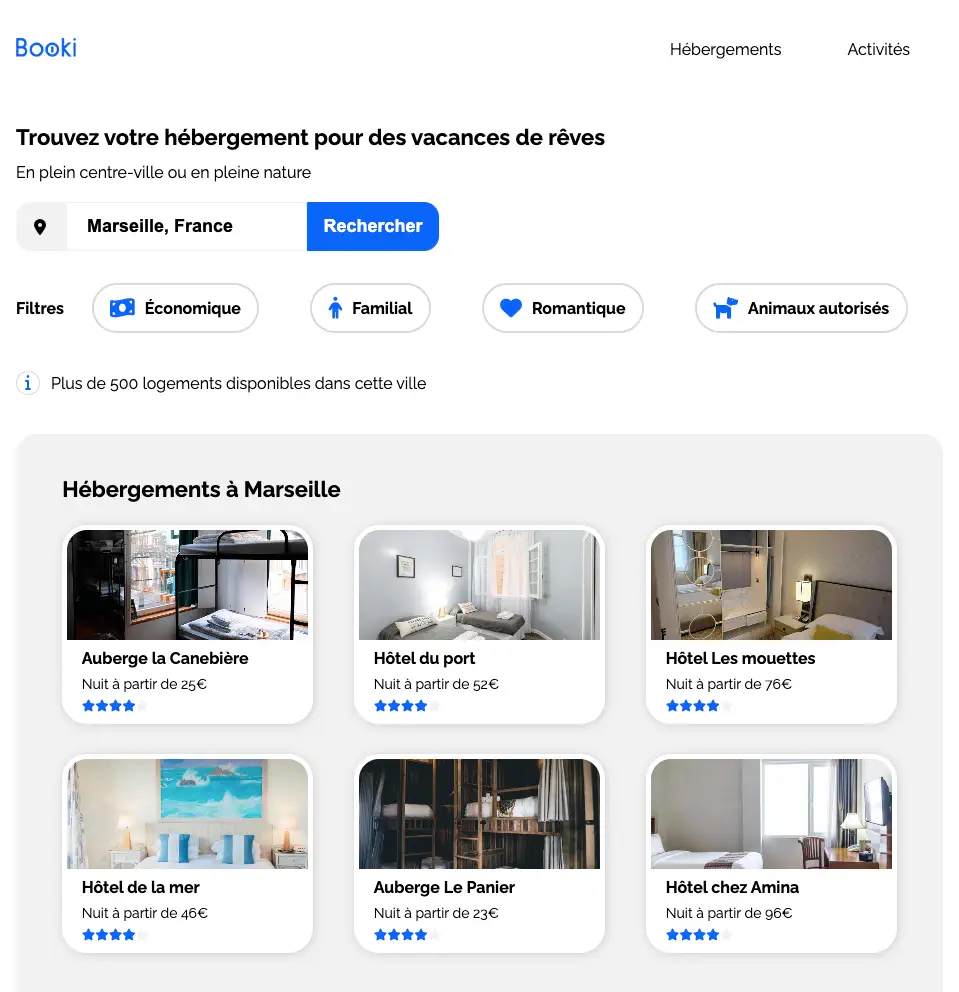 Booki
Hébergements
Activités
Trouvez votre hébergement pour des vacances de rêves
En plein centre-ville ou en pleine nature
Marseille, France
Rechercher
Filtres
Économique
Familial
Romantique
Animaux autorisés
Plus de 500 logements disponibles dans cette ville
Hébergements à Marseille
Auberge la Canebière
Nuit à partir de 25€
Hôtel du port
Nuit à partir de 52€
Hôtel Les mouettes
Nuit à partir de 76€
Hôtel de la mer
Nuit à partir de 46€
Auberge Le Panier
Nuit à partir de 23€
Hôtel chez Amina
Nuit à partir de 96€